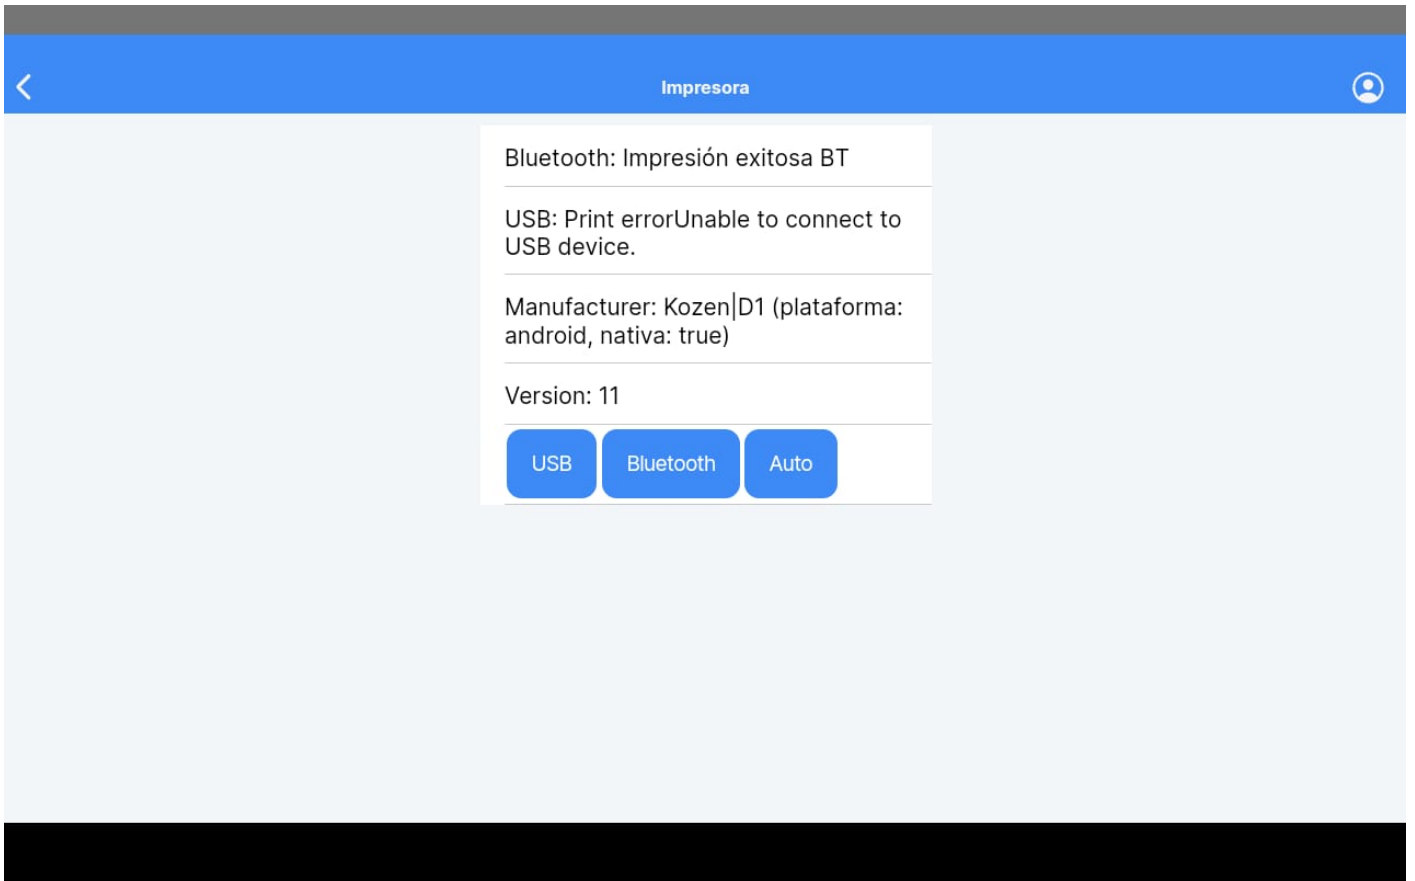 Impresora
Bluetooth: Impresión exitosa BT
USB: Print errorUnable to connect to
USB device.
Manufacturer: Kozen|D1 (plataforma:
android, nativa: true)
Version: 11
USB Bluetooth Auto